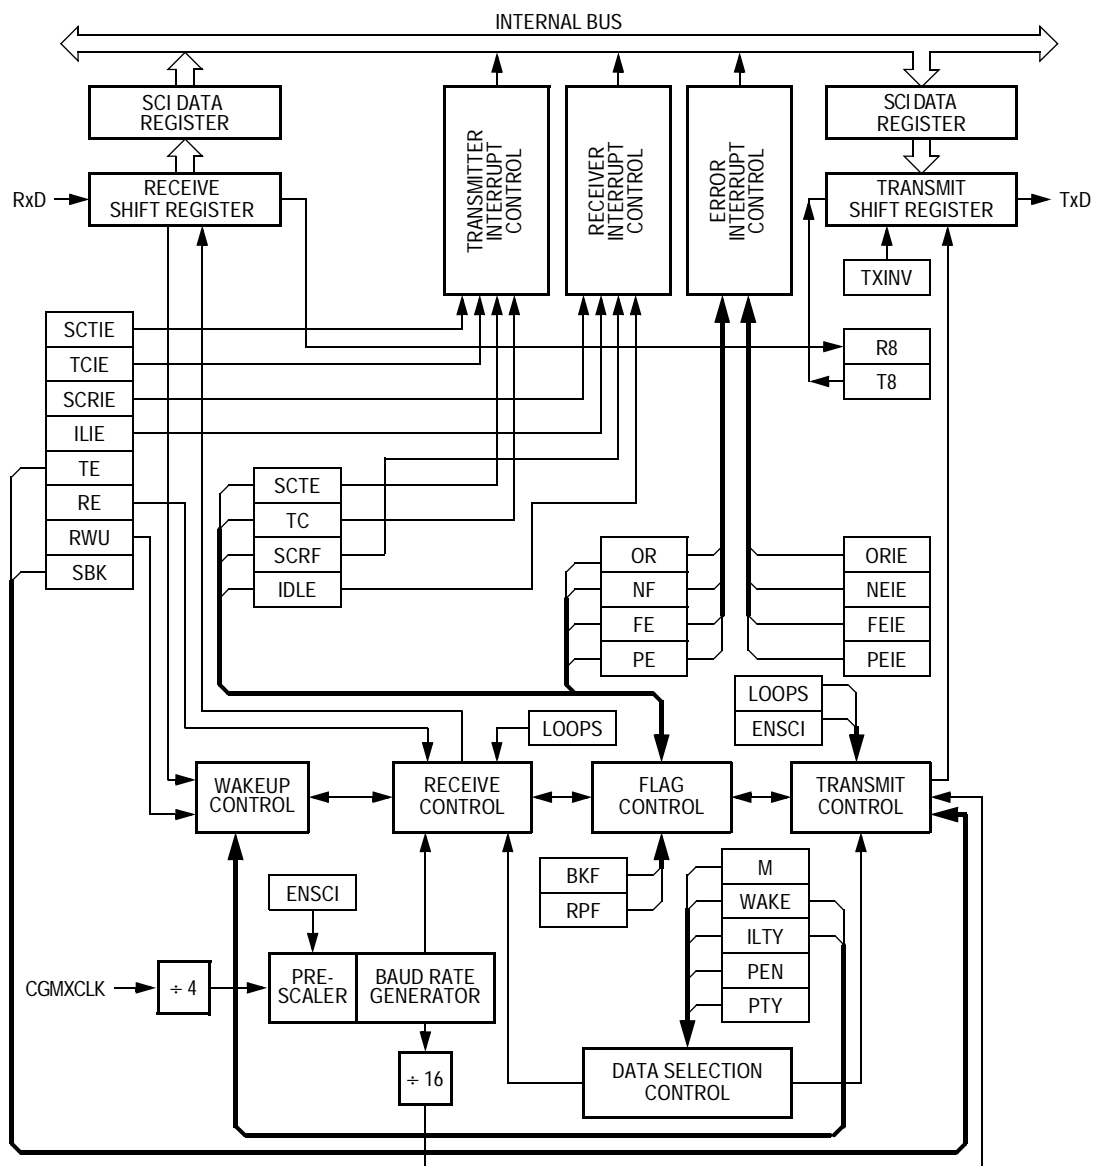 INTERNAL BUS
SCI DATA
REGISTER
SCI DATA
REGISTER
TRANSMITTER
INTERRUPT
CONTROL
RECEIVER
INTERRUPT
CONTROL
ERROR
INTERRUPT
CONTROL
RxD
RECEIVE
SHIFT REGISTER
TRANSMIT
SHIFT REGISTER
TxD
TXINV
SCTIE
TCIE
SCRIE
ILIE
TE
RE
RWU
SBK
R8
T8
SCTE
TC
SCRF
IDLE
OR
NF
FE
PE
ORIE
NEIE
FEIE
PEIE
LOOPS
LOOPS
ENSCI
WAKEUP
CONTROL
RECEIVE
CONTROL
FLAG
CONTROL
TRANSMIT
CONTROL
BKF
RPF
M
WAKE
ILTY
PEN
PTY
ENSCI
CGMXCLK
÷ 4
PRE-
SCALER
BAUD RATE
GENERATOR
÷ 16
DATA SELECTION
CONTROL